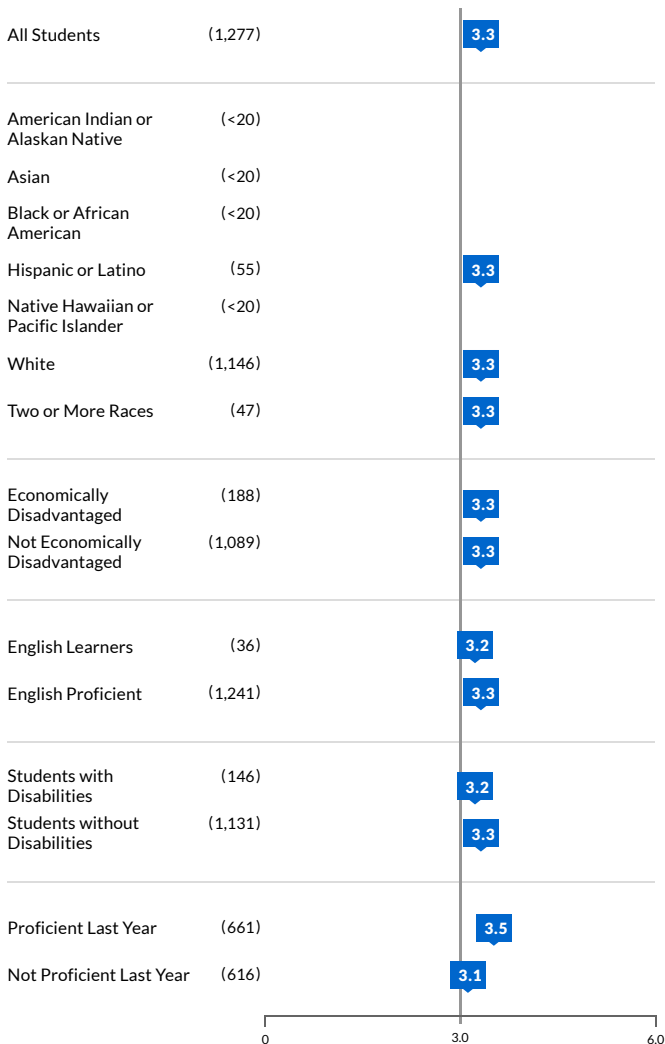 All Students (1,277) 3.3
American Indian or (<20)
Alaskan Native
Asian (<20)
Black or African (<20)
American
Hispanic or Latino (55) 3.3
Native Hawaiian or (<20)
Pacific Islander
White (1,146) 3.3
Two or More Races (47) 3.3
Economically (188) 3.3
Disadvantaged
Not Economically (1,089) 3.3
Disadvantaged
English Learners (36) 3.2
English Proficient (1,241) 3.3
Students with (146) 3.2
Disabilities
Students without (1,131) 3.3
Disabilities
Proficient Last Year (661) 3.5
Not Proficient Last Year (616) 3.1
0 3.0 6.0